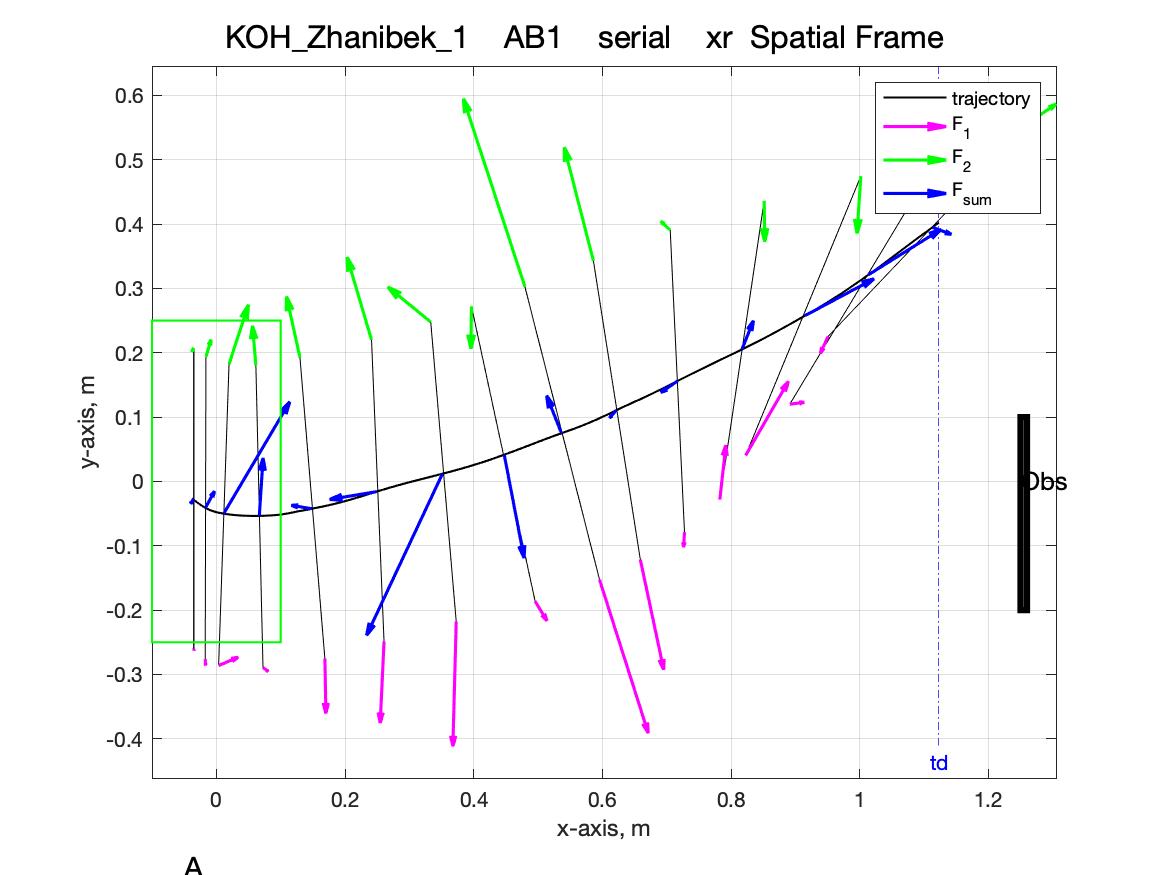 KOH_Zhanibek_1 AB1 serial xr Spatial Frame
trajectory
F1
F2
Fsum
0.6
0.5
0.4
0.3
0.2
0.1
0
-0.1
-0.2
-0.3
-0.4
y-axis, m
Obs
td
0 0.2 0.4 0.6 0.8 1 1.2
x-axis, m
A